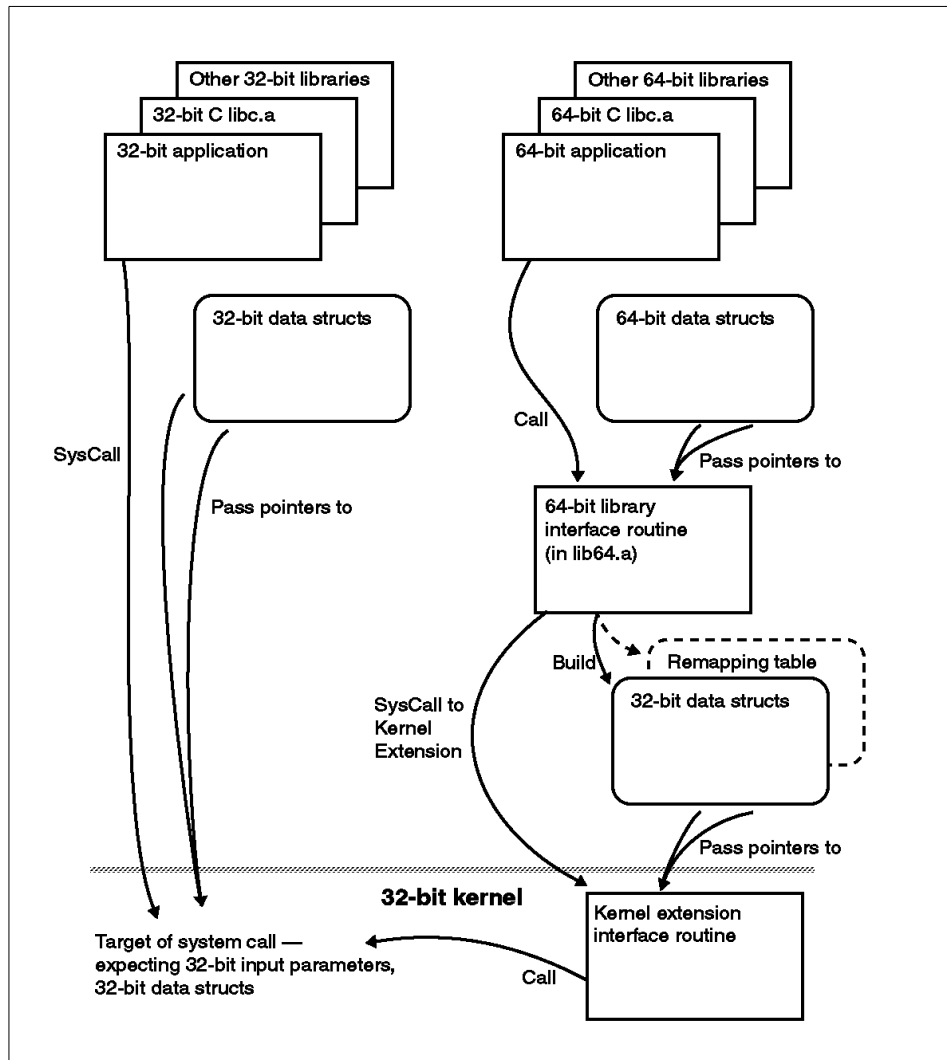 Other 32-bit libraries
32-bit C libc.a
32-bit application
Other 64-bit libraries
64-bit C libc.a
64-bit application
32-bit data structs
64-bit data structs
SysCall
Call
Pass pointers to
Pass pointers to
64-bit library
interface routine
(in lib64.a)
Build
Remapping table
SysCall to
Kernel
Extension
32-bit data structs
Pass pointers to
32-bit kernel
Kernel extension
interface routine
Target of system call —
expecting 32-bit input parameters,
32-bit data structs
Call